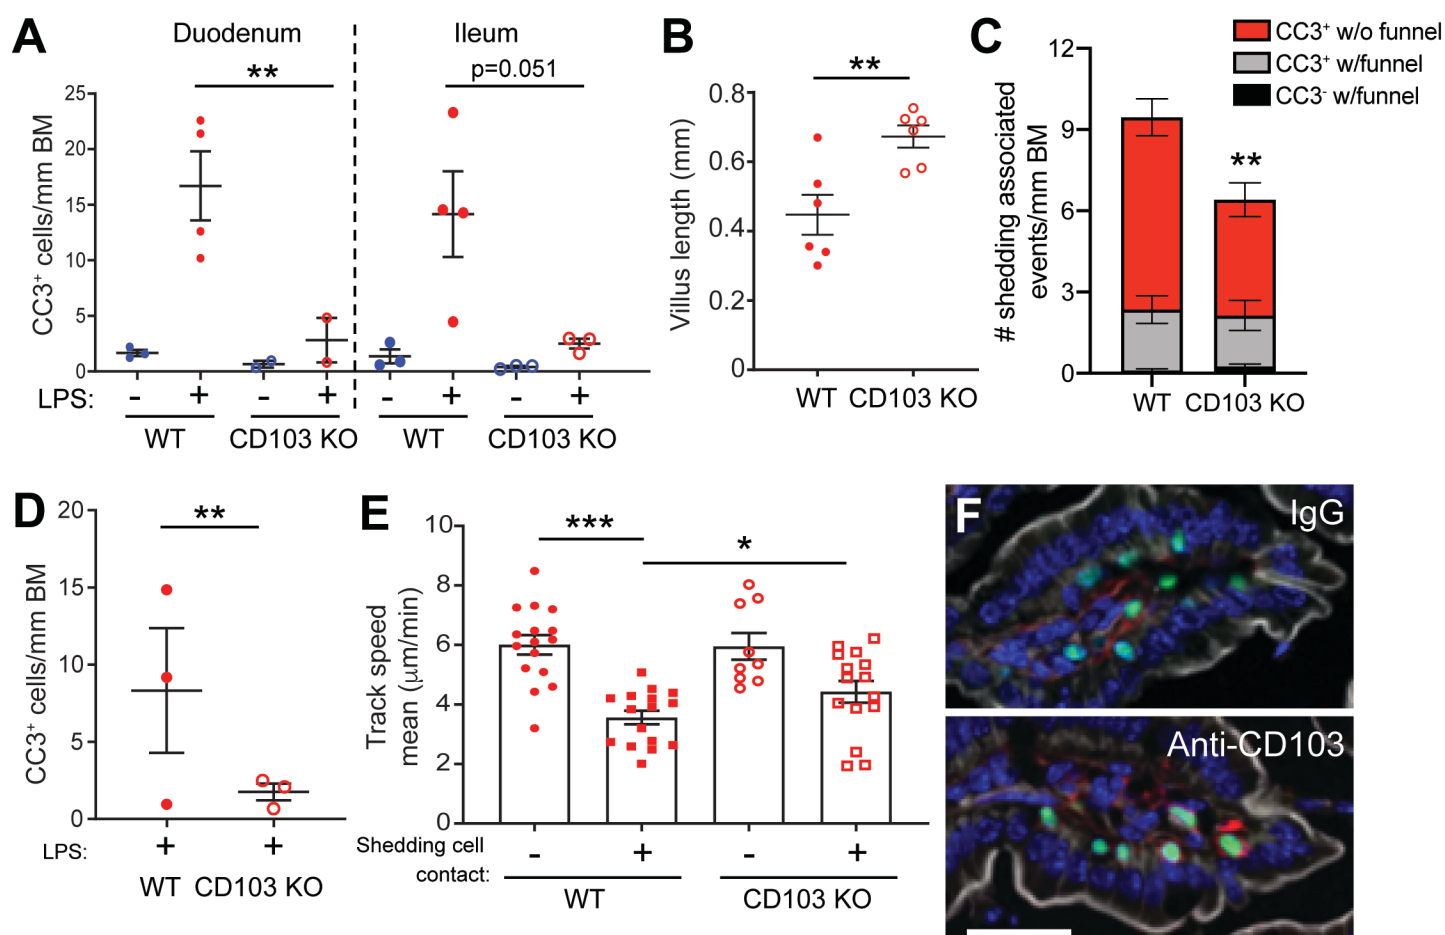 A
Duodenum
Ileum
**
p=0.051
CC3+ cells/mm BM
25
20
15
10
5
0
LPS:
- + - + - + - +
WT
CD103 KO
WT
CD103 KO
B
**
Villus length (mm)
0.8
0.6
0.4
0.2
0
WT
CD103 KO
C
CC3+ w/o funnel
CC3+ w/funnel
CC3- w/funnel
# shedding associated
events/mm BM
12
9
6
3
0
**
WT
CD103 KO
D
**
CC3+ cells/mm BM
20
15
10
5
0
LPS:
+ +
WT
CD103 KO
E
***
*
Track speed
mean (μm/min)
10
8
6
4
2
0
Shedding cell
contact:
- + - +
WT
CD103 KO
F
IgG
Anti-CD103